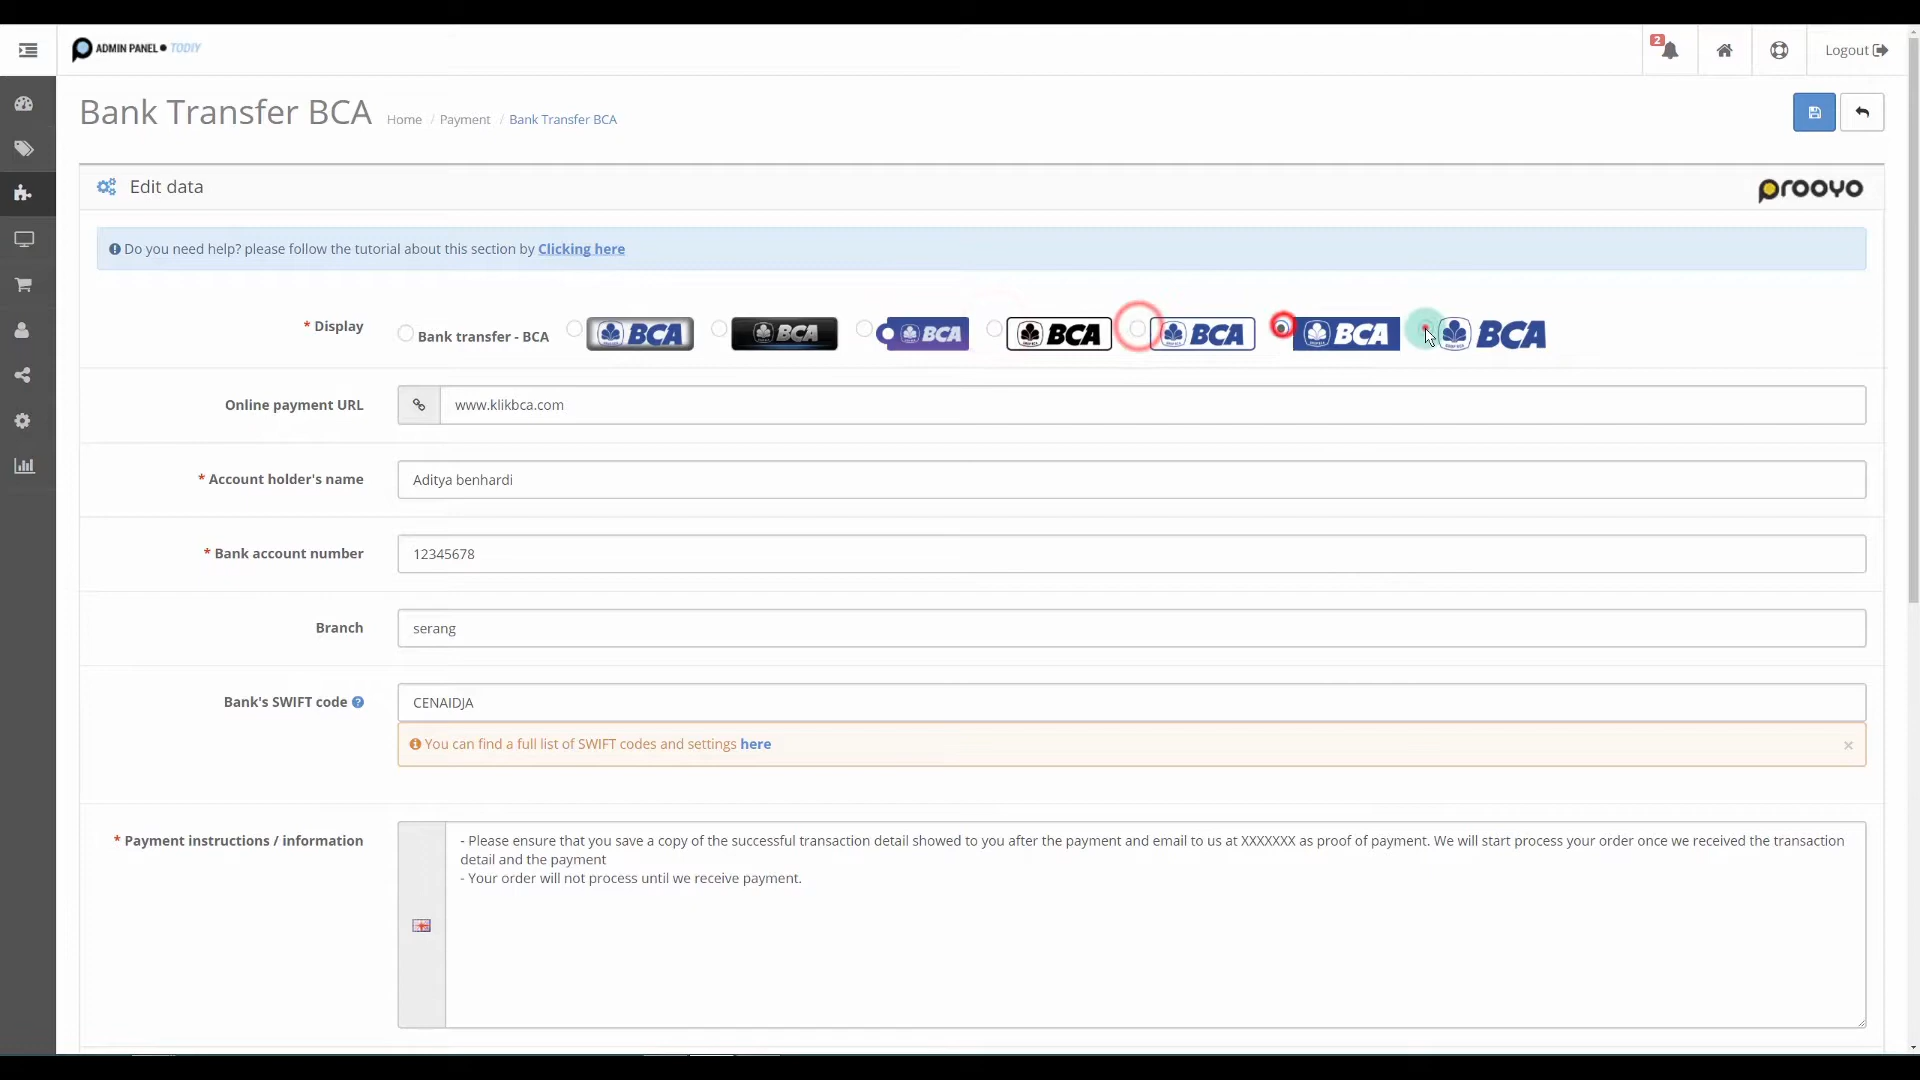 ADMIN PANEL TODIY
2
Logout
Bank Transfer BCA Home / Payment / Bank Transfer BCA
Edit data
prooyo
Do you need help? please follow the tutorial about this section by Clicking here
* Display Bank transfer - BCA BCA BCA BCA BCA BCA BCA BCA
Online payment URL www.klikbca.com
* Account holder's name Aditya benhardi
* Bank account number 12345678
Branch serang
Bank's SWIFT code CENAIDJA
You can find a full list of SWIFT codes and settings here
* Payment instructions / information - Please ensure that you save a copy of the successful transaction detail showed to you after the payment and email to us at XXXXXXX as proof of payment. We will start process your order once we received the transaction
detail and the payment
- Your order will not process until we receive payment.